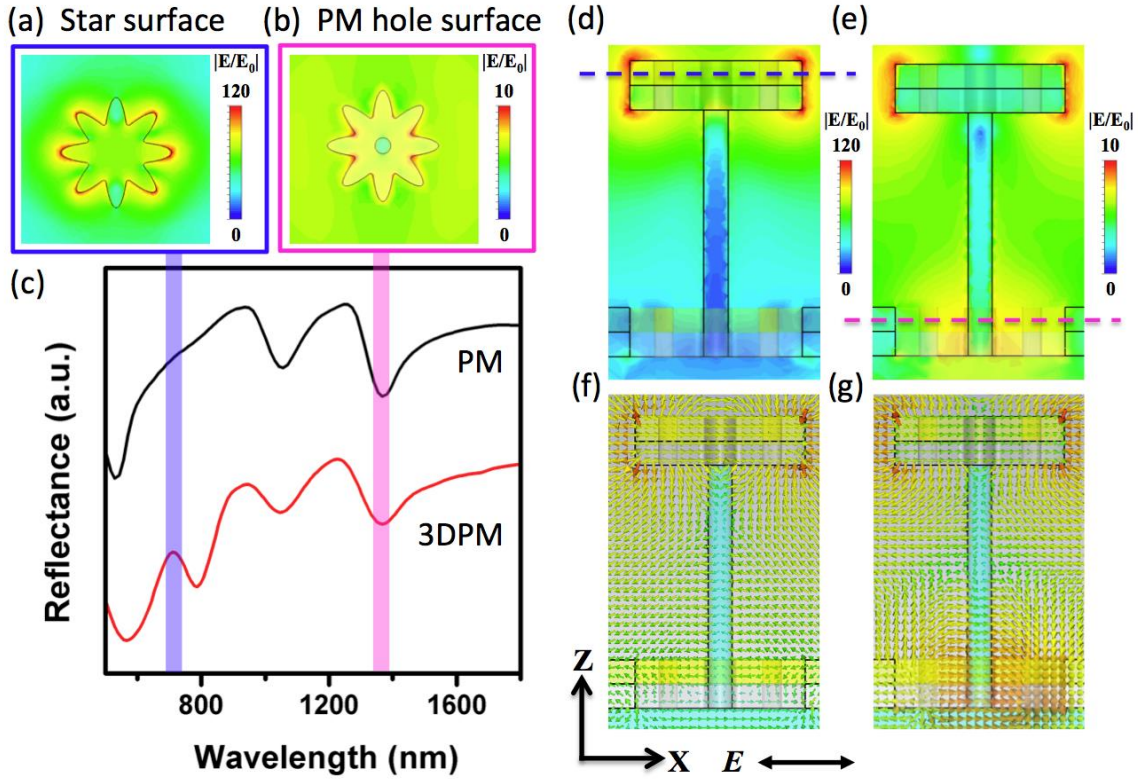 (a) Star surface
(b) PM hole surface
(d)
(e)
|E/E₀|
120
0
|E/E₀|
10
0
|E/E₀|
120
0
|E/E₀|
10
0
(c)
PM
3DPM
Reflectance (a.u.)
800
1200
1600
Wavelength (nm)
(f)
(g)
Z
X
E